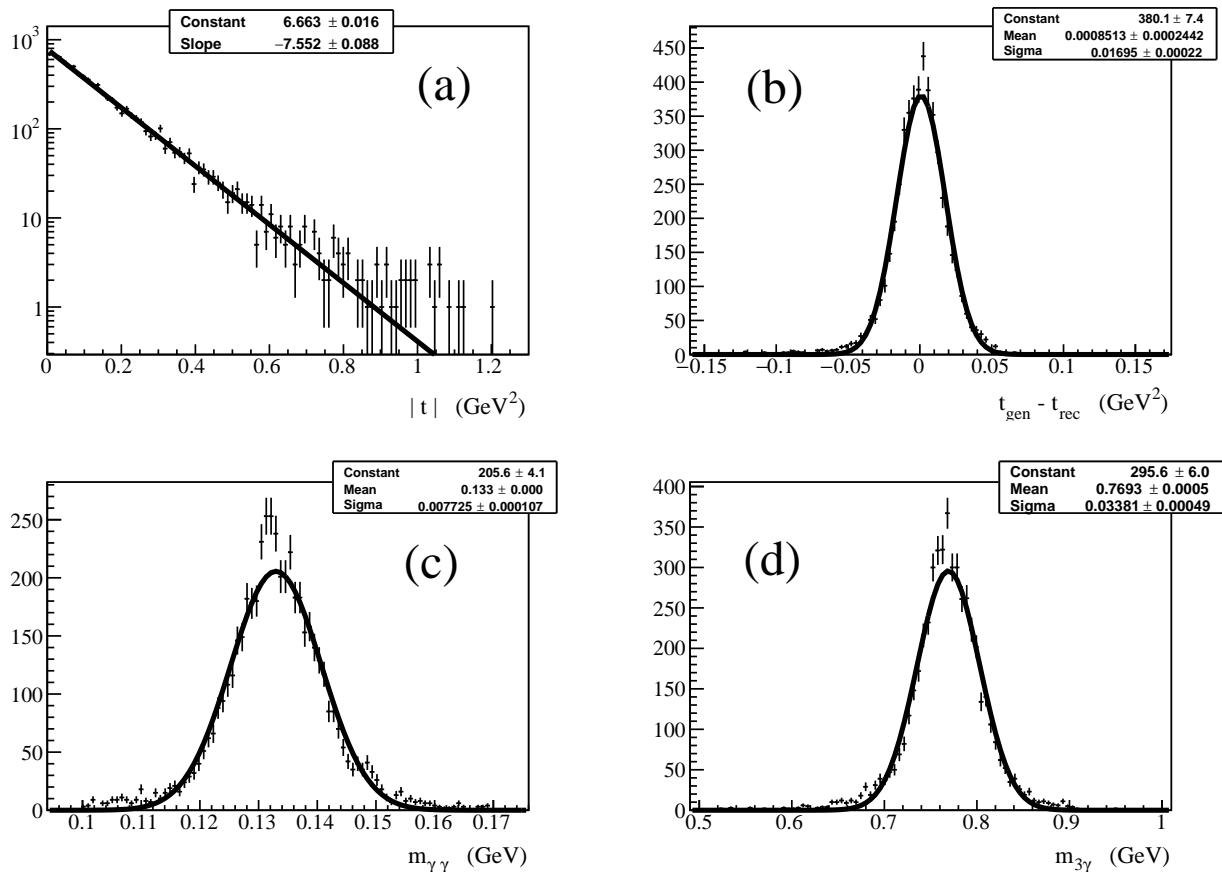 Constant 6.663 ± 0.016
Slope −7.552 ± 0.088
(a)
10³
10²
10
1
0 0.2 0.4 0.6 0.8 1 1.2
| t | (GeV²)
Constant 380.1 ± 7.4
Mean 0.0008513 ± 0.0002442
Sigma 0.01695 ± 0.00022
(b)
450
400
350
300
250
200
150
100
50
0
−0.15 −0.1 −0.05 0 0.05 0.1 0.15
t_gen - t_rec (GeV²)
Constant 205.6 ± 4.1
Mean 0.133 ± 0.000
Sigma 0.007725 ± 0.000107
(c)
250
200
150
100
50
0
0.1 0.11 0.12 0.13 0.14 0.15 0.16 0.17
m_γγ (GeV)
Constant 295.6 ± 6.0
Mean 0.7693 ± 0.0005
Sigma 0.03381 ± 0.00049
(d)
400
350
300
250
200
150
100
50
0
0.5 0.6 0.7 0.8 0.9 1
m_3γ (GeV)